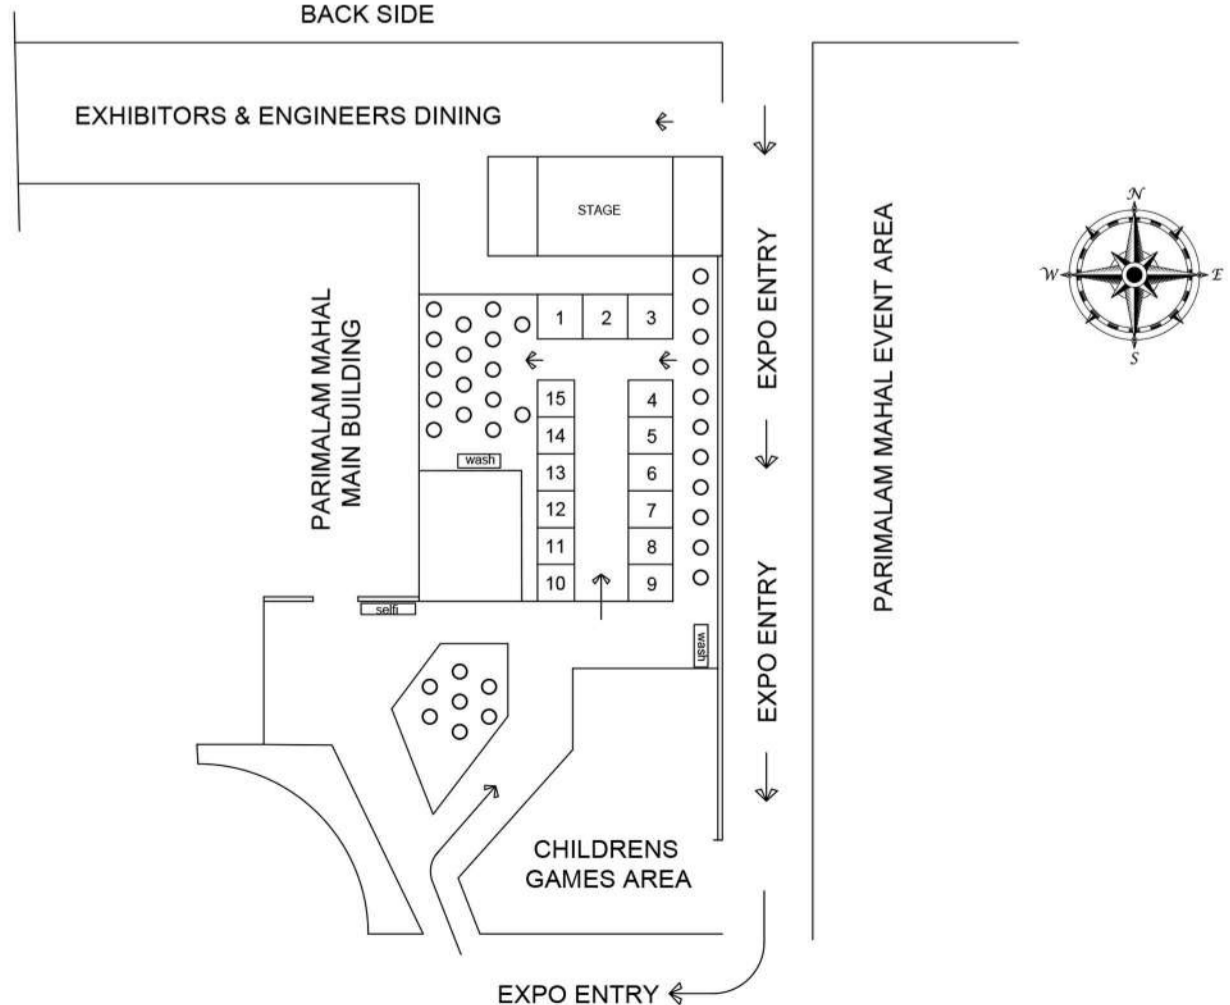 BACK SIDE
EXHIBITORS & ENGINEERS DINING
STAGE
N
W
E
S
EXPO ENTRY
PARIMALAM MAHAL EVENT AREA
PARIMALAM MAHAL
MAIN BUILDING
1 2 3
15 4
14 5
wash
13 6
12 7
11 8
10 9
selfi
wash
EXPO ENTRY
CHILDRENS
GAMES AREA
EXPO ENTRY